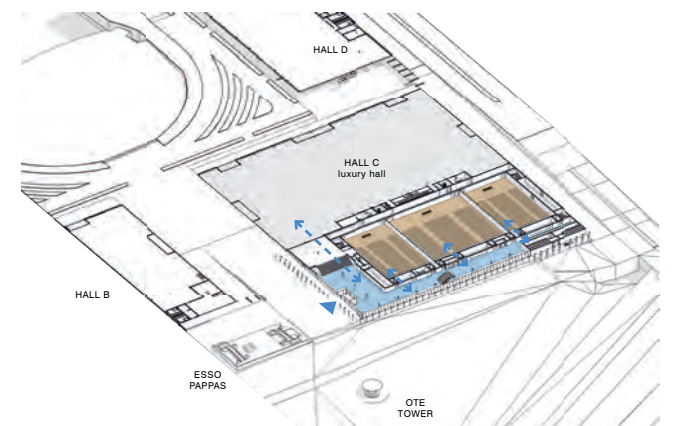 HALL D
HALL C
luxury hall
HALL B
ESSO
PAPPAS
OTE
TOWER